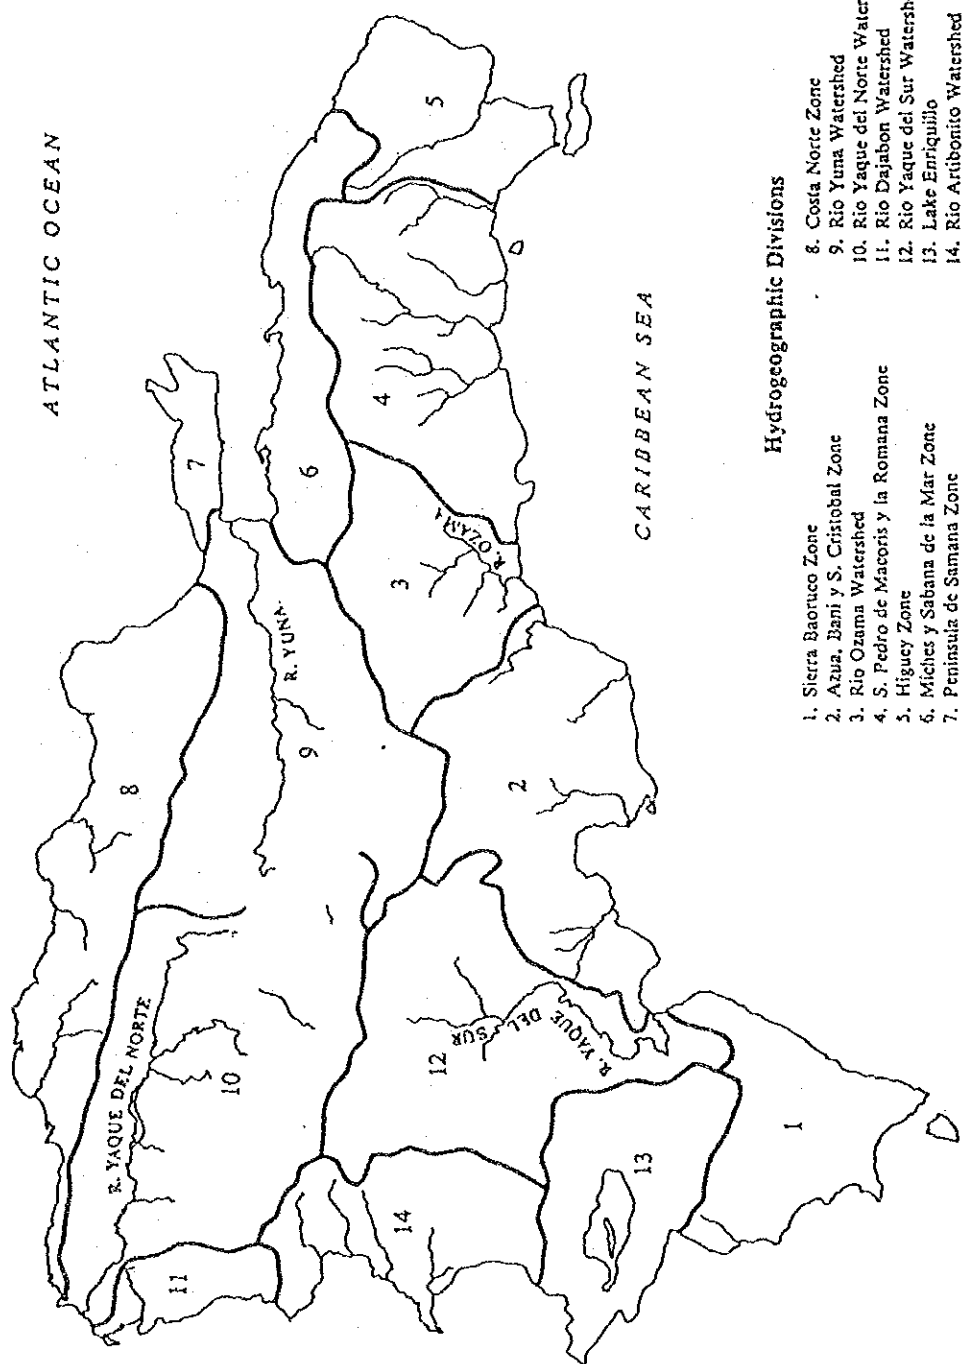 ATLANTIC OCEAN
CARIBBEAN SEA
R. YAQUE DEL NORTE
R. YUNA
R. OZAMA
R. YAQUE DEL SUR
1
2
3
4
5
6
7
8
9
10
11
12
13
14
Hydrogeographic Divisions
1. Sierra Baoruco Zone
2. Azua, Bani y S. Cristobal Zone
3. Rio Ozama Watershed
4. S. Pedro de Macoris y la Romana Zone
5. Higuey Zone
6. Miches y Sabana de la Mar Zone
7. Peninsula de Samana Zone
8. Costa Norte Zone
9. Rio Yuna Watershed
10. Rio Yaque del Norte Water
11. Rio Dajabon Watershed
12. Rio Yaque del Sur Watersh
13. Lake Enriquillo
14. Rio Artibonito Watershed